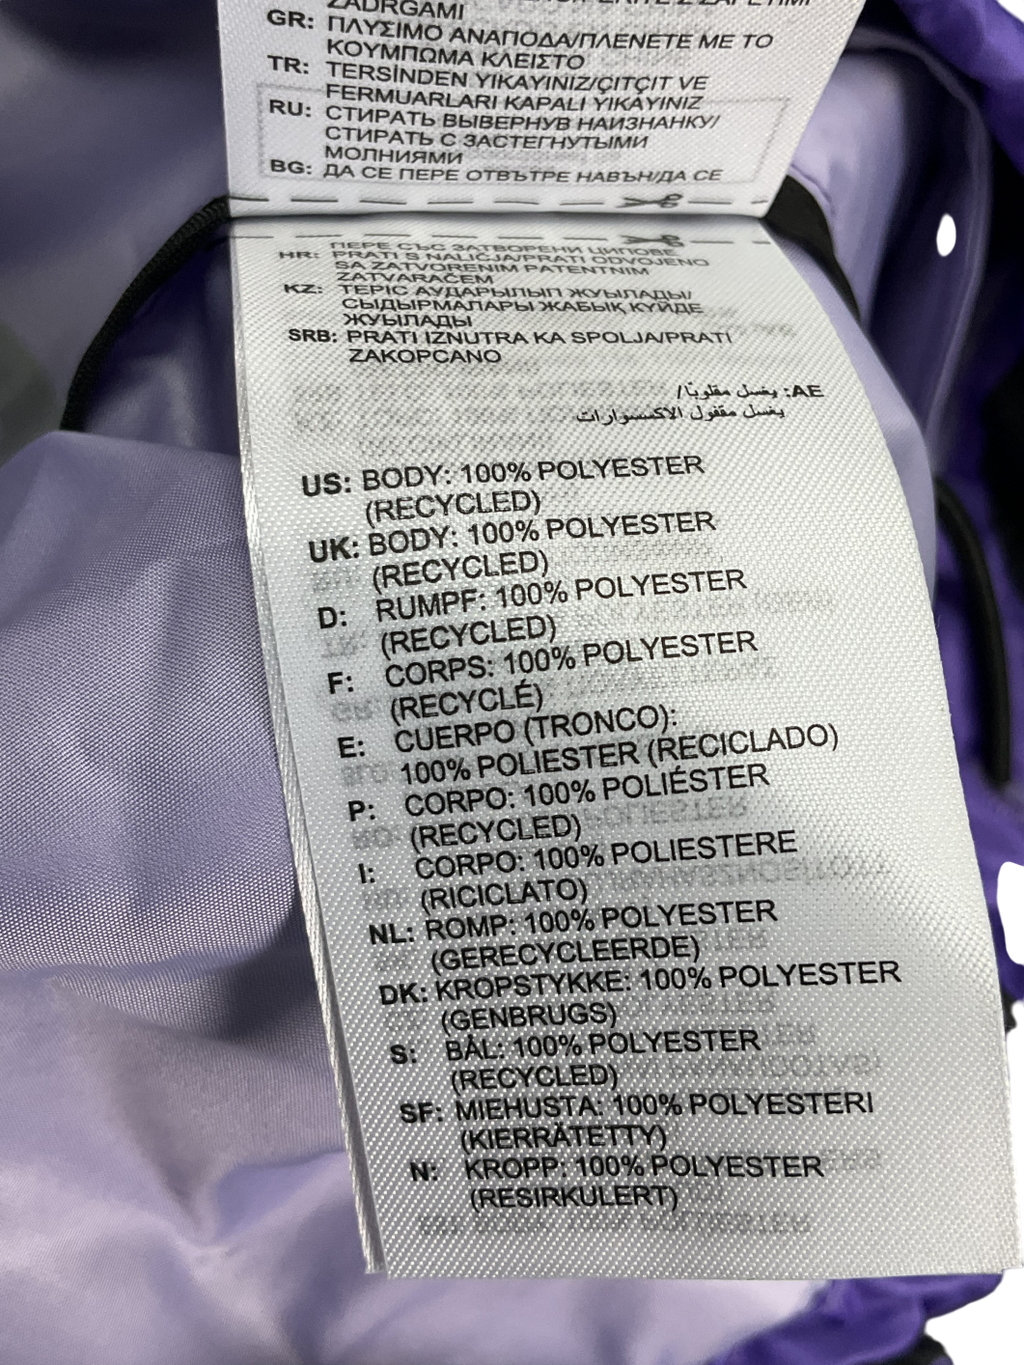 ZADRGAMI
GR: ΠΛΥΣΙΜΟ ΑΝΑΠΟΔΑ/ΠΛΕΝΕΤΕ ΜΕ ΤΟ
ΚΟΥΜΠΩΜΑ ΚΛΕΙΣΤΟ
TR: TERSİNDEN YIKAYINIZ/ÇITÇIT VE
FERMUARLARI KAPALI YIKAYINIZ
RU: СТИРАТЬ ВЫВЕРНУВ НАИЗНАНКУ/
СТИРАТЬ С ЗАСТЕГНУТЫМИ
МОЛНИЯМИ
BG: ДА СЕ ПЕРЕ ОТВЪТРЕ НАВЪН/ДА СЕ
ПЕРЕ СЪС ЗАТВОРЕНИ ЦИПОВЕ
HR: PRATI S NALIČJA/PRATI ODVOJENO
SA ZATVORENIM PATENTNIM
ZATVARAČEM
KZ: ТЕРІС АУДАРЫЛЫП ЖУЫЛАДЫ/
СЫДЫРМАЛАРЫ ЖАБЫҚ КҮЙДЕ
ЖУЫЛАДЫ
SRB: PRATI IZNUTRA KA SPOLJA/PRATI
ZAKOPCANO
AE: يغسل مقلوبًا/
يغسل مقفول الاكسسوارات
US: BODY: 100% POLYESTER
(RECYCLED)
UK: BODY: 100% POLYESTER
(RECYCLED)
D: RUMPF: 100% POLYESTER
(RECYCLED)
F: CORPS: 100% POLYESTER
(RECYCLÉ)
E: CUERPO (TRONCO):
100% POLIESTER (RECICLADO)
P: CORPO: 100% POLIÉSTER
(RECYCLED)
I: CORPO: 100% POLIESTERE
(RICICLATO)
NL: ROMP: 100% POLYESTER
(GERECYCLEERDE)
DK: KROPSTYKKE: 100% POLYESTER
(GENBRUGS)
S: BÅL: 100% POLYESTER
(RECYCLED)
SF: MIEHUSTA: 100% POLYESTERI
(KIERRÄTETTY)
N: KROPP: 100% POLYESTER
(RESIRKULERT)